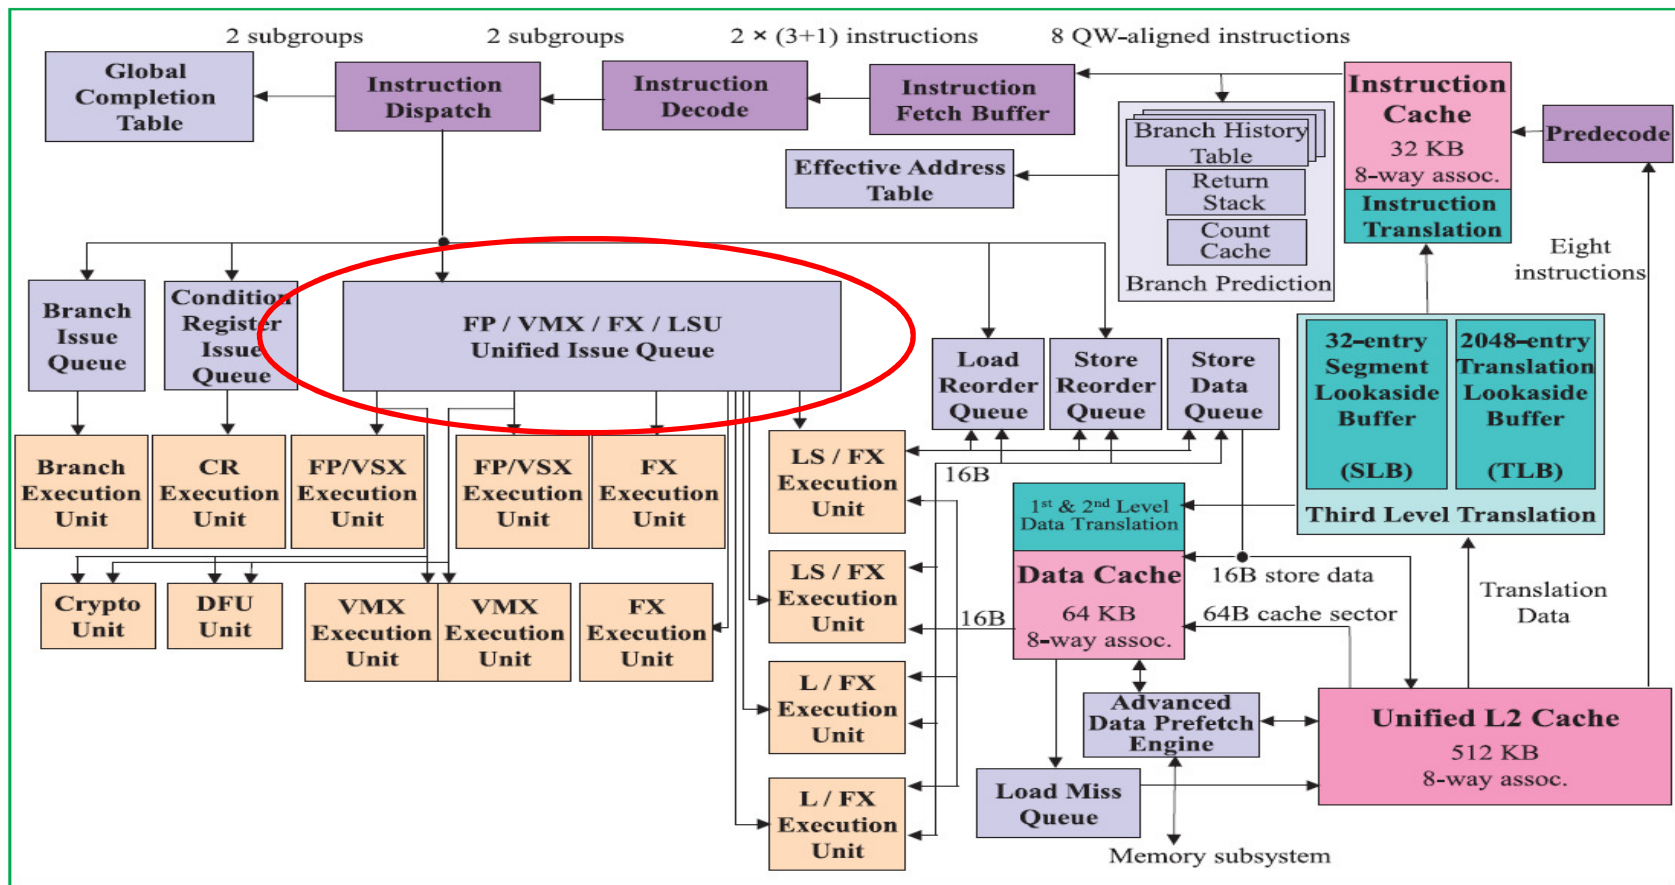 2 subgroups
2 subgroups
2 × (3+1) instructions
8 QW-aligned instructions
Global
Completion
Table
Instruction
Dispatch
Instruction
Decode
Instruction
Fetch Buffer
Instruction
Cache
32 KB
8-way assoc.
Instruction
Translation
Predecode
Branch History
Table
Return
Stack
Count
Cache
Branch Prediction
Effective Address
Table
Eight
instructions
Branch
Issue
Queue
Condition
Register
Issue
Queue
FP / VMX / FX / LSU
Unified Issue Queue
Load
Reorder
Queue
Store
Reorder
Queue
Store
Data
Queue
32-entry
Segment
Lookaside
Buffer
(SLB)
2048-entry
Translation
Lookaside
Buffer
(TLB)
Third Level Translation
Branch
Execution
Unit
CR
Execution
Unit
FP/VSX
Execution
Unit
FP/VSX
Execution
Unit
FX
Execution
Unit
LS / FX
Execution
Unit
16B
1st & 2nd Level
Data Translation
Data Cache
64 KB
8-way assoc.
16B store data
64B cache sector
Translation
Data
Crypto
Unit
DFU
Unit
VMX
Execution
Unit
VMX
Execution
Unit
FX
Execution
Unit
LS / FX
Execution
Unit
16B
L / FX
Execution
Unit
Advanced
Data Prefetch
Engine
Unified L2 Cache
512 KB
8-way assoc.
L / FX
Execution
Unit
Load Miss
Queue
Memory subsystem